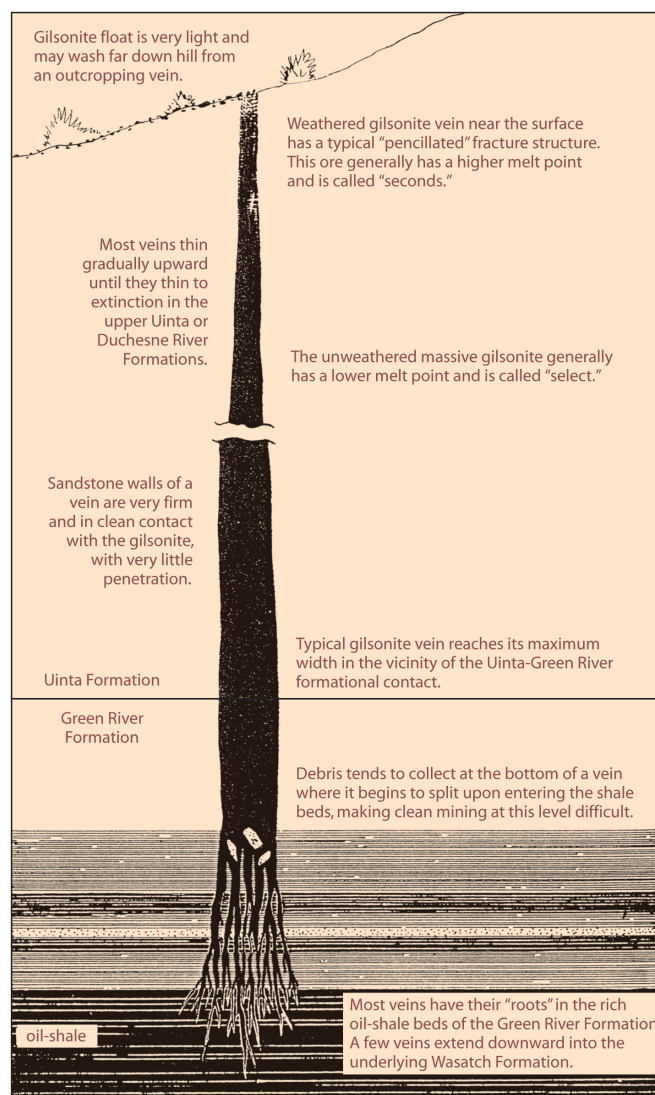 Gilsonite float is very light and
may wash far down hill from
an outcropping vein.
Weathered gilsonite vein near the surface
has a typical “pencillated” fracture structure.
This ore generally has a higher melt point
and is called “seconds.”
Most veins thin
gradually upward
until they thin to
extinction in the
upper Uinta or
Duchesne River
Formations.
The unweathered massive gilsonite generally
has a lower melt point and is called “select.”
Sandstone walls of a
vein are very firm
and in clean contact
with the gilsonite,
with very little
penetration.
Typical gilsonite vein reaches its maximum
width in the vicinity of the Uinta-Green River
formational contact.
Uinta Formation
Green River
Formation
Debris tends to collect at the bottom of a vein
where it begins to split upon entering the shale
beds, making clean mining at this level difficult.
Most veins have their “roots” in the rich
oil-shale beds of the Green River Formation
A few veins extend downward into the
underlying Wasatch Formation.
oil-shale